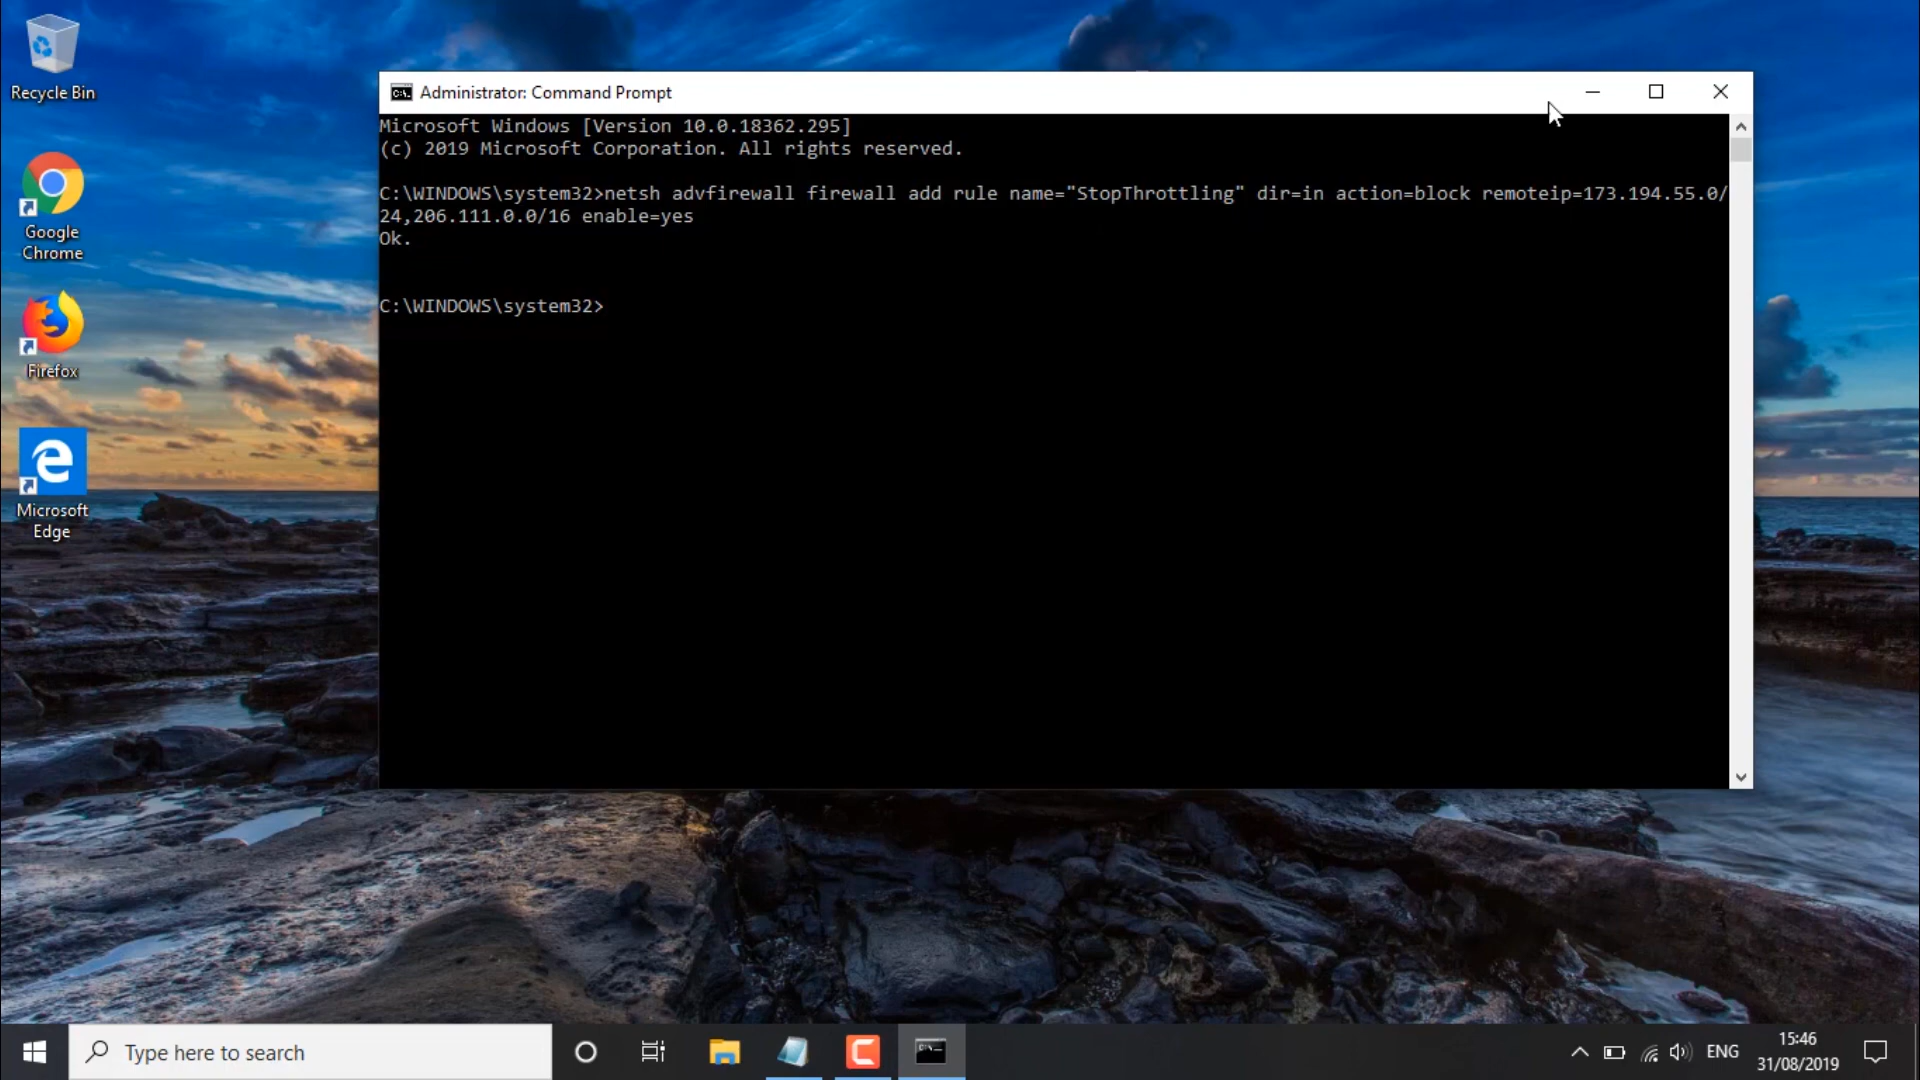 Recycle Bin
Google
Chrome
Firefox
Microsoft
Edge
Administrator: Command Prompt
Microsoft Windows [Version 10.0.18362.295]
(c) 2019 Microsoft Corporation. All rights reserved.
C:\WINDOWS\system32>netsh advfirewall firewall add rule name="StopThrottling" dir=in action=block remoteip=173.194.55.0/
24,206.111.0.0/16 enable=yes
Ok.
C:\WINDOWS\system32>
Type here to search
ENG
15:46
31/08/2019